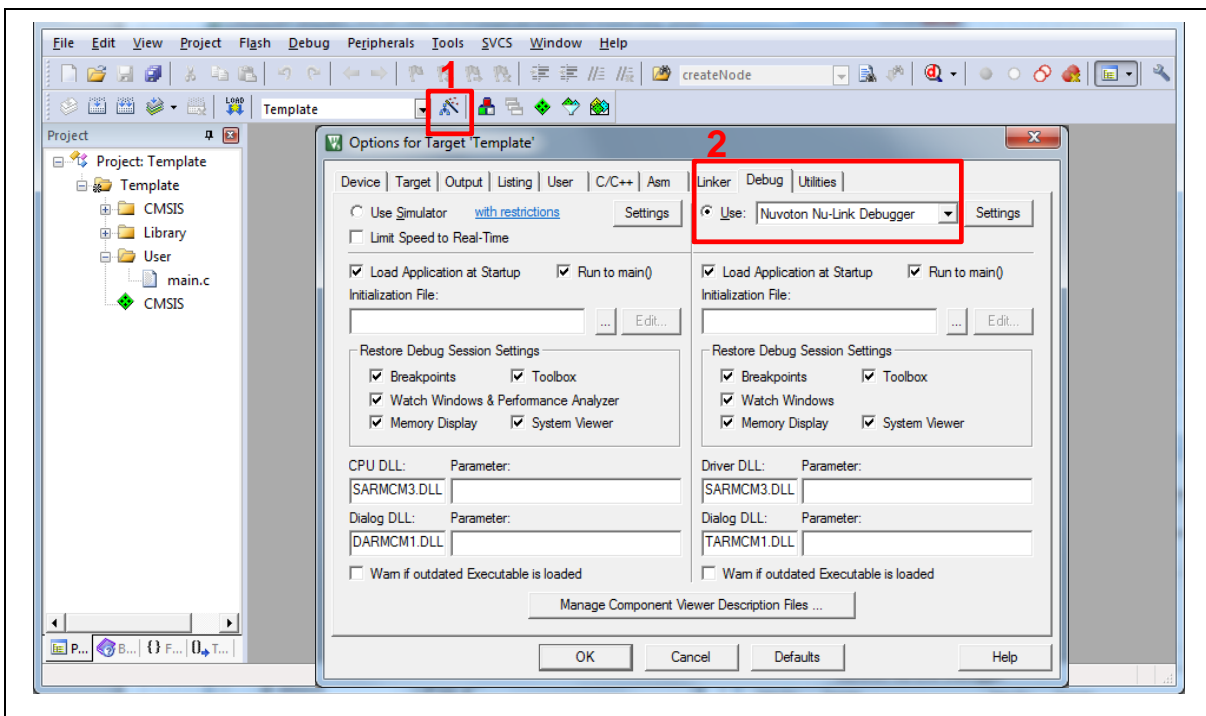 File Edit View Project Flash Debug Peripherals Tools SVCS Window Help
createNode
1
LOAD
Template
Project
Project: Template
Template
CMSIS
Library
User
main.c
CMSIS
P... B... {} F... 0 T...
Options for Target 'Template'
2
Device Target Output Listing User C/C++ Asm Linker Debug Utilities
Use Simulator with restrictions Settings
Limit Speed to Real-Time
Load Application at Startup Run to main()
Initialization File:
... Edit...
Restore Debug Session Settings
Breakpoints Toolbox
Watch Windows & Performance Analyzer
Memory Display System Viewer
CPU DLL: Parameter:
SARMCM3.DLL
Dialog DLL: Parameter:
DARMCM1.DLL
Warn if outdated Executable is loaded
Use: Nuvoton Nu-Link Debugger Settings
Load Application at Startup Run to main()
Initialization File:
... Edit...
Restore Debug Session Settings
Breakpoints Toolbox
Watch Windows
Memory Display System Viewer
Driver DLL: Parameter:
SARMCM3.DLL
Dialog DLL: Parameter:
TARMCM1.DLL
Warn if outdated Executable is loaded
Manage Component Viewer Description Files ...
OK Cancel Defaults Help